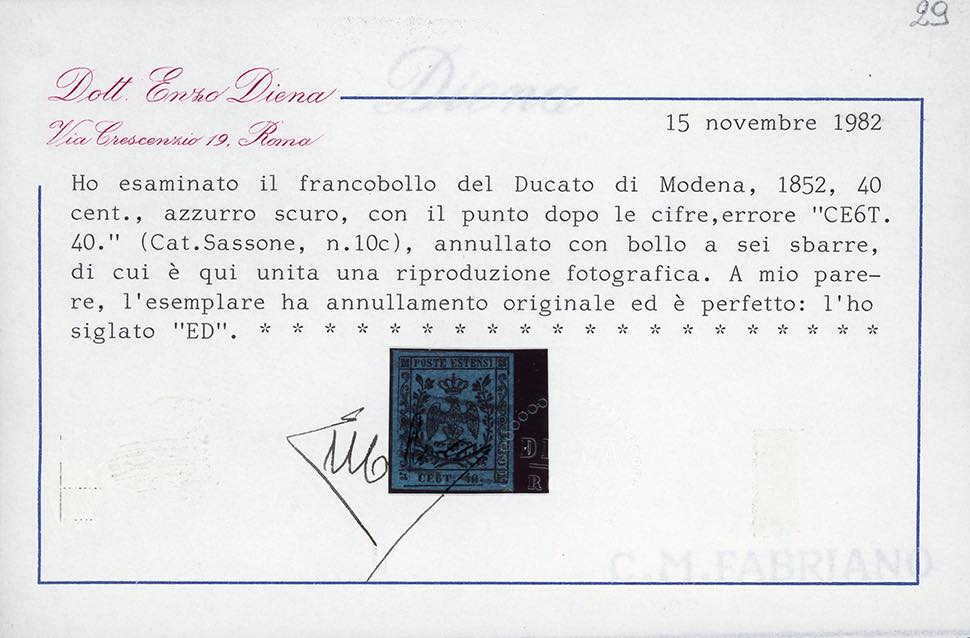 29
Diena
Dott. Enzo Diena
Via Crescenzio 19, Roma
15 novembre 1982
Ho esaminato il francobollo del Ducato di Modena, 1852, 40
cent., azzurro scuro, con il punto dopo le cifre,errore "CE6T.
40." (Cat.Sassone, n.10c), annullato con bollo a sei sbarre,
di cui è qui unita una riproduzione fotografica. A mio pare-
re, l'esemplare ha annullamento originale ed è perfetto: l'ho
siglato "ED". * * * * * * * * * * * * * * * * * * *
POSTE ESTENSI
CE6T. 40.
R
C.M.FABRIANO